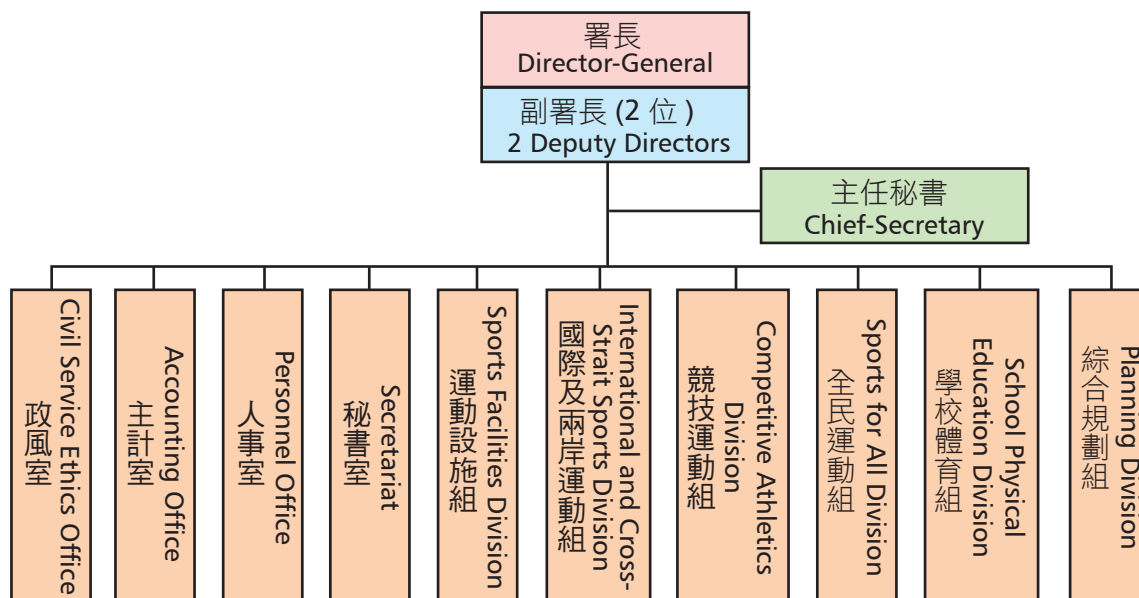 署長
Director-General
副署長 (2 位 )
2 Deputy Directors
主任秘書
Chief-Secretary
Civil Service Ethics Office
政風室
Accounting Office
主計室
Personnel Office
人事室
Secretariat
秘書室
Sports Facilities Division
運動設施組
International and Cross-
Strait Sports Division
國際及兩岸運動組
Competitive Athletics
Division
競技運動組
Sports for All Division
全民運動組
School Physical
Education Division
學校體育組
Planning Division
綜合規劃組